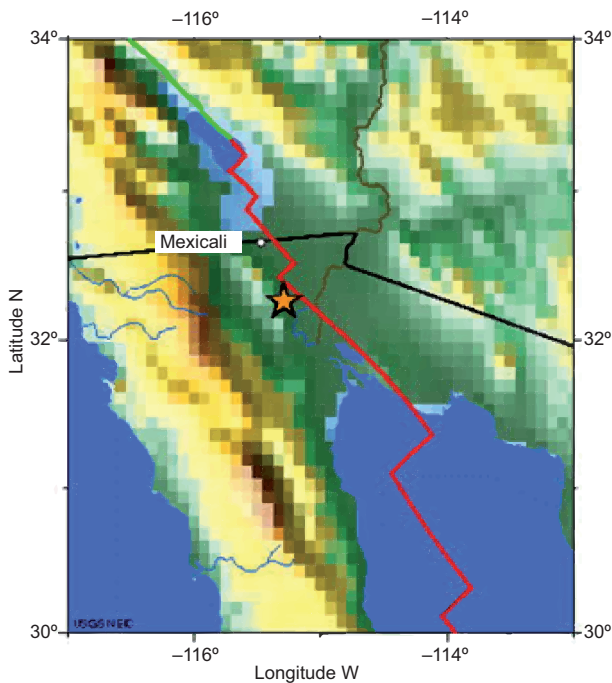 –116º
–114º
34º
34º
Mexicali
Latitude N
32º
32º
USGS NEIC
30º
30º
–116º
–114º
Longitude W